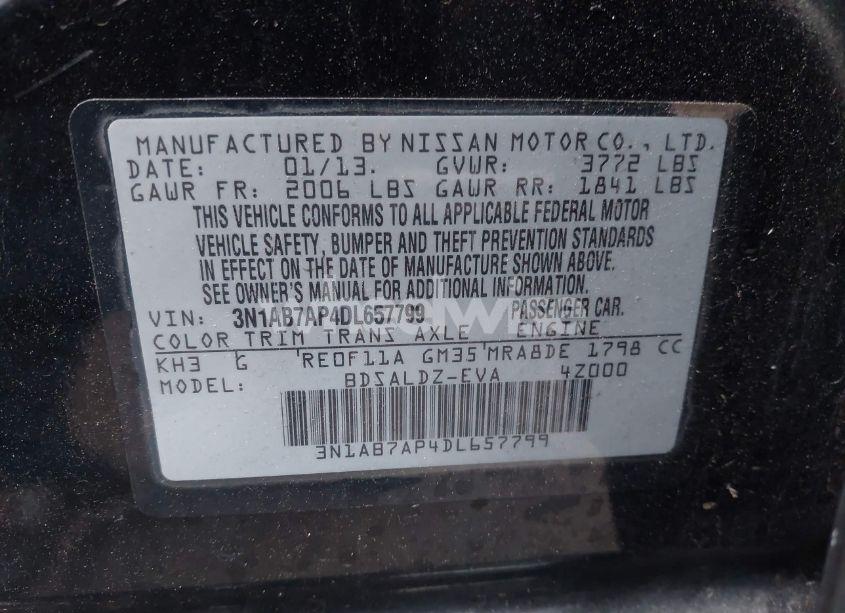 MANUFACTURED BY NISSAN MOTOR CO., LTD.
DATE: 01/13. GVWR: 3772 LBS
GAWR FR: 2006 LBS GAWR RR: 1841 LBS
THIS VEHICLE CONFORMS TO ALL APPLICABLE FEDERAL MOTOR
VEHICLE SAFETY, BUMPER AND THEFT PREVENTION STANDARDS
IN EFFECT ON THE DATE OF MANUFACTURE SHOWN ABOVE.
SEE OWNER'S MANUAL FOR ADDITIONAL INFORMATION.
VIN: 3N1AB7AP4DL657799 PASSENGER CAR.
COLOR TRIM TRANS AXLE ENGINE
KH3 G RE0F11A GM35 MRA8DE 1798 CC
MODEL: BDSALDZ-EVA 4Z000
3N1AB7AP4DL657799